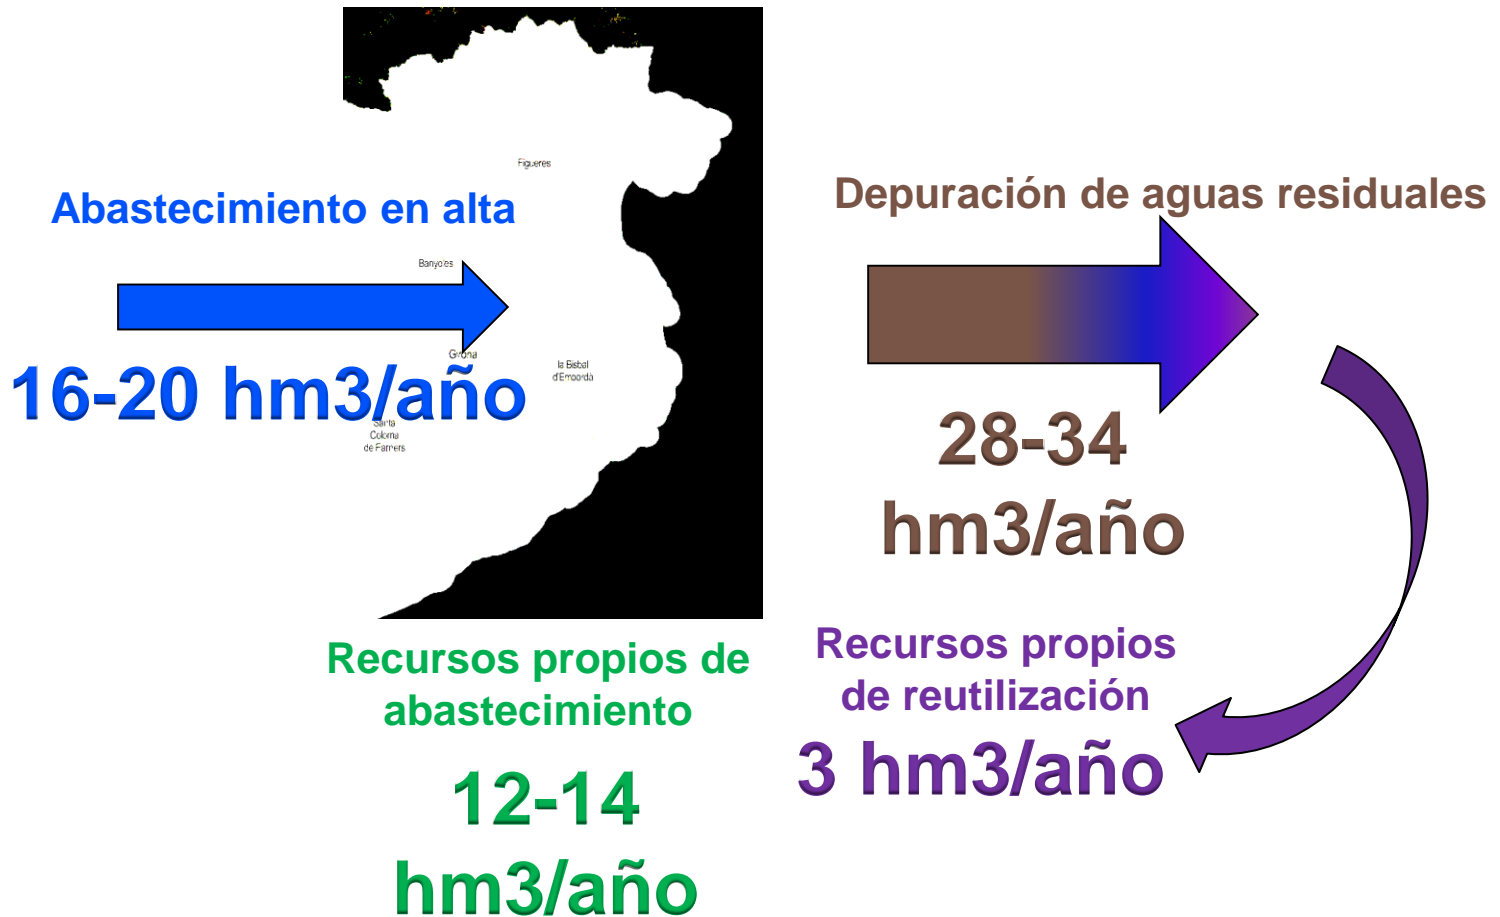 Figueres
Abastecimiento en alta
Banyoles
16-20 hm3/año
Girona
la Bisbal
d'Empordà
Santa
Coloma
de Farners
Depuración de aguas residuales
28-34
hm3/año
Recursos propios de
abastecimiento
12-14
hm3/año
Recursos propios
de reutilización
3 hm3/año